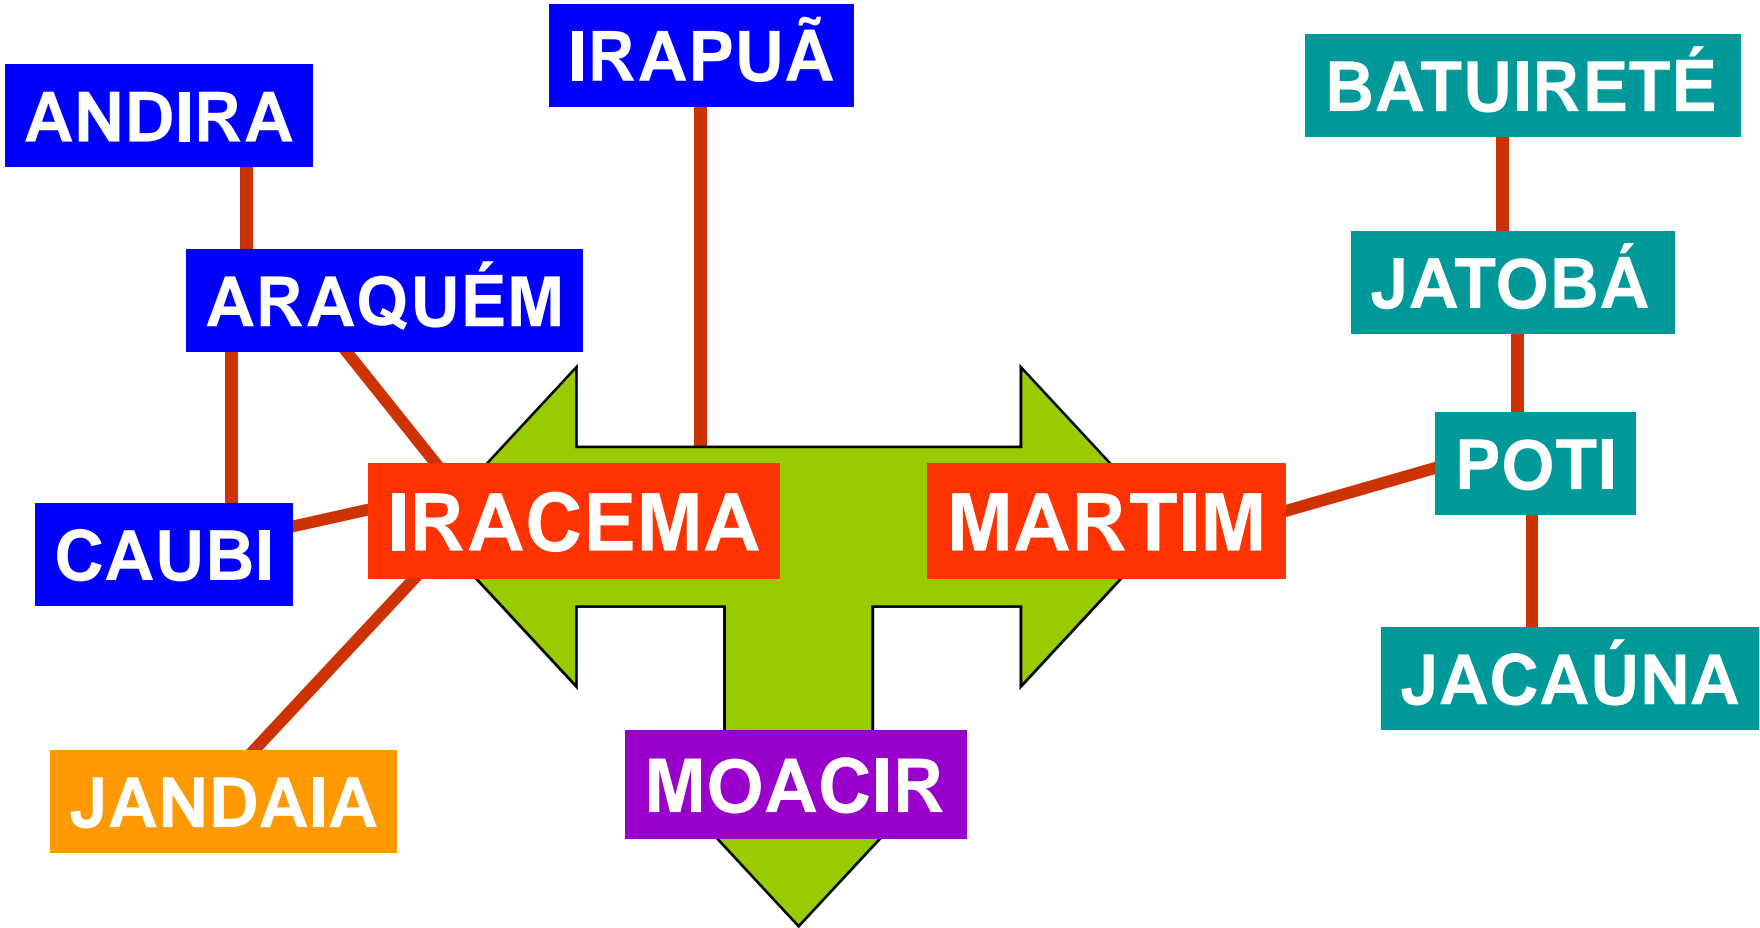 IRAPUÃ
BATUIRETÉ
ANDIRA
JATOBÁ
ARAQUÉM
POTI
IRACEMA
MARTIM
CAUBI
JACAÚNA
MOACIR
JANDAIA